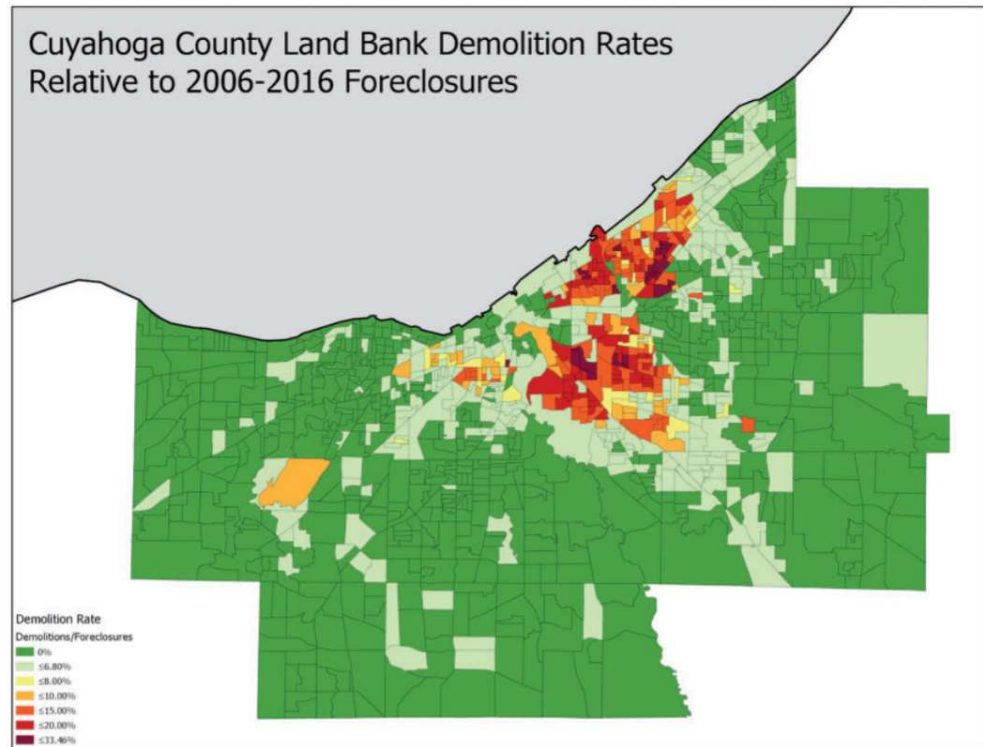 Cuyahoga County Land Bank Demolition Rates
Relative to 2006-2016 Foreclosures
Demolition Rate
Demolitions/Foreclosures
0%
≤6.80%
≤8.00%
≤10.00%
≤15.00%
≤20.00%
≤33.46%